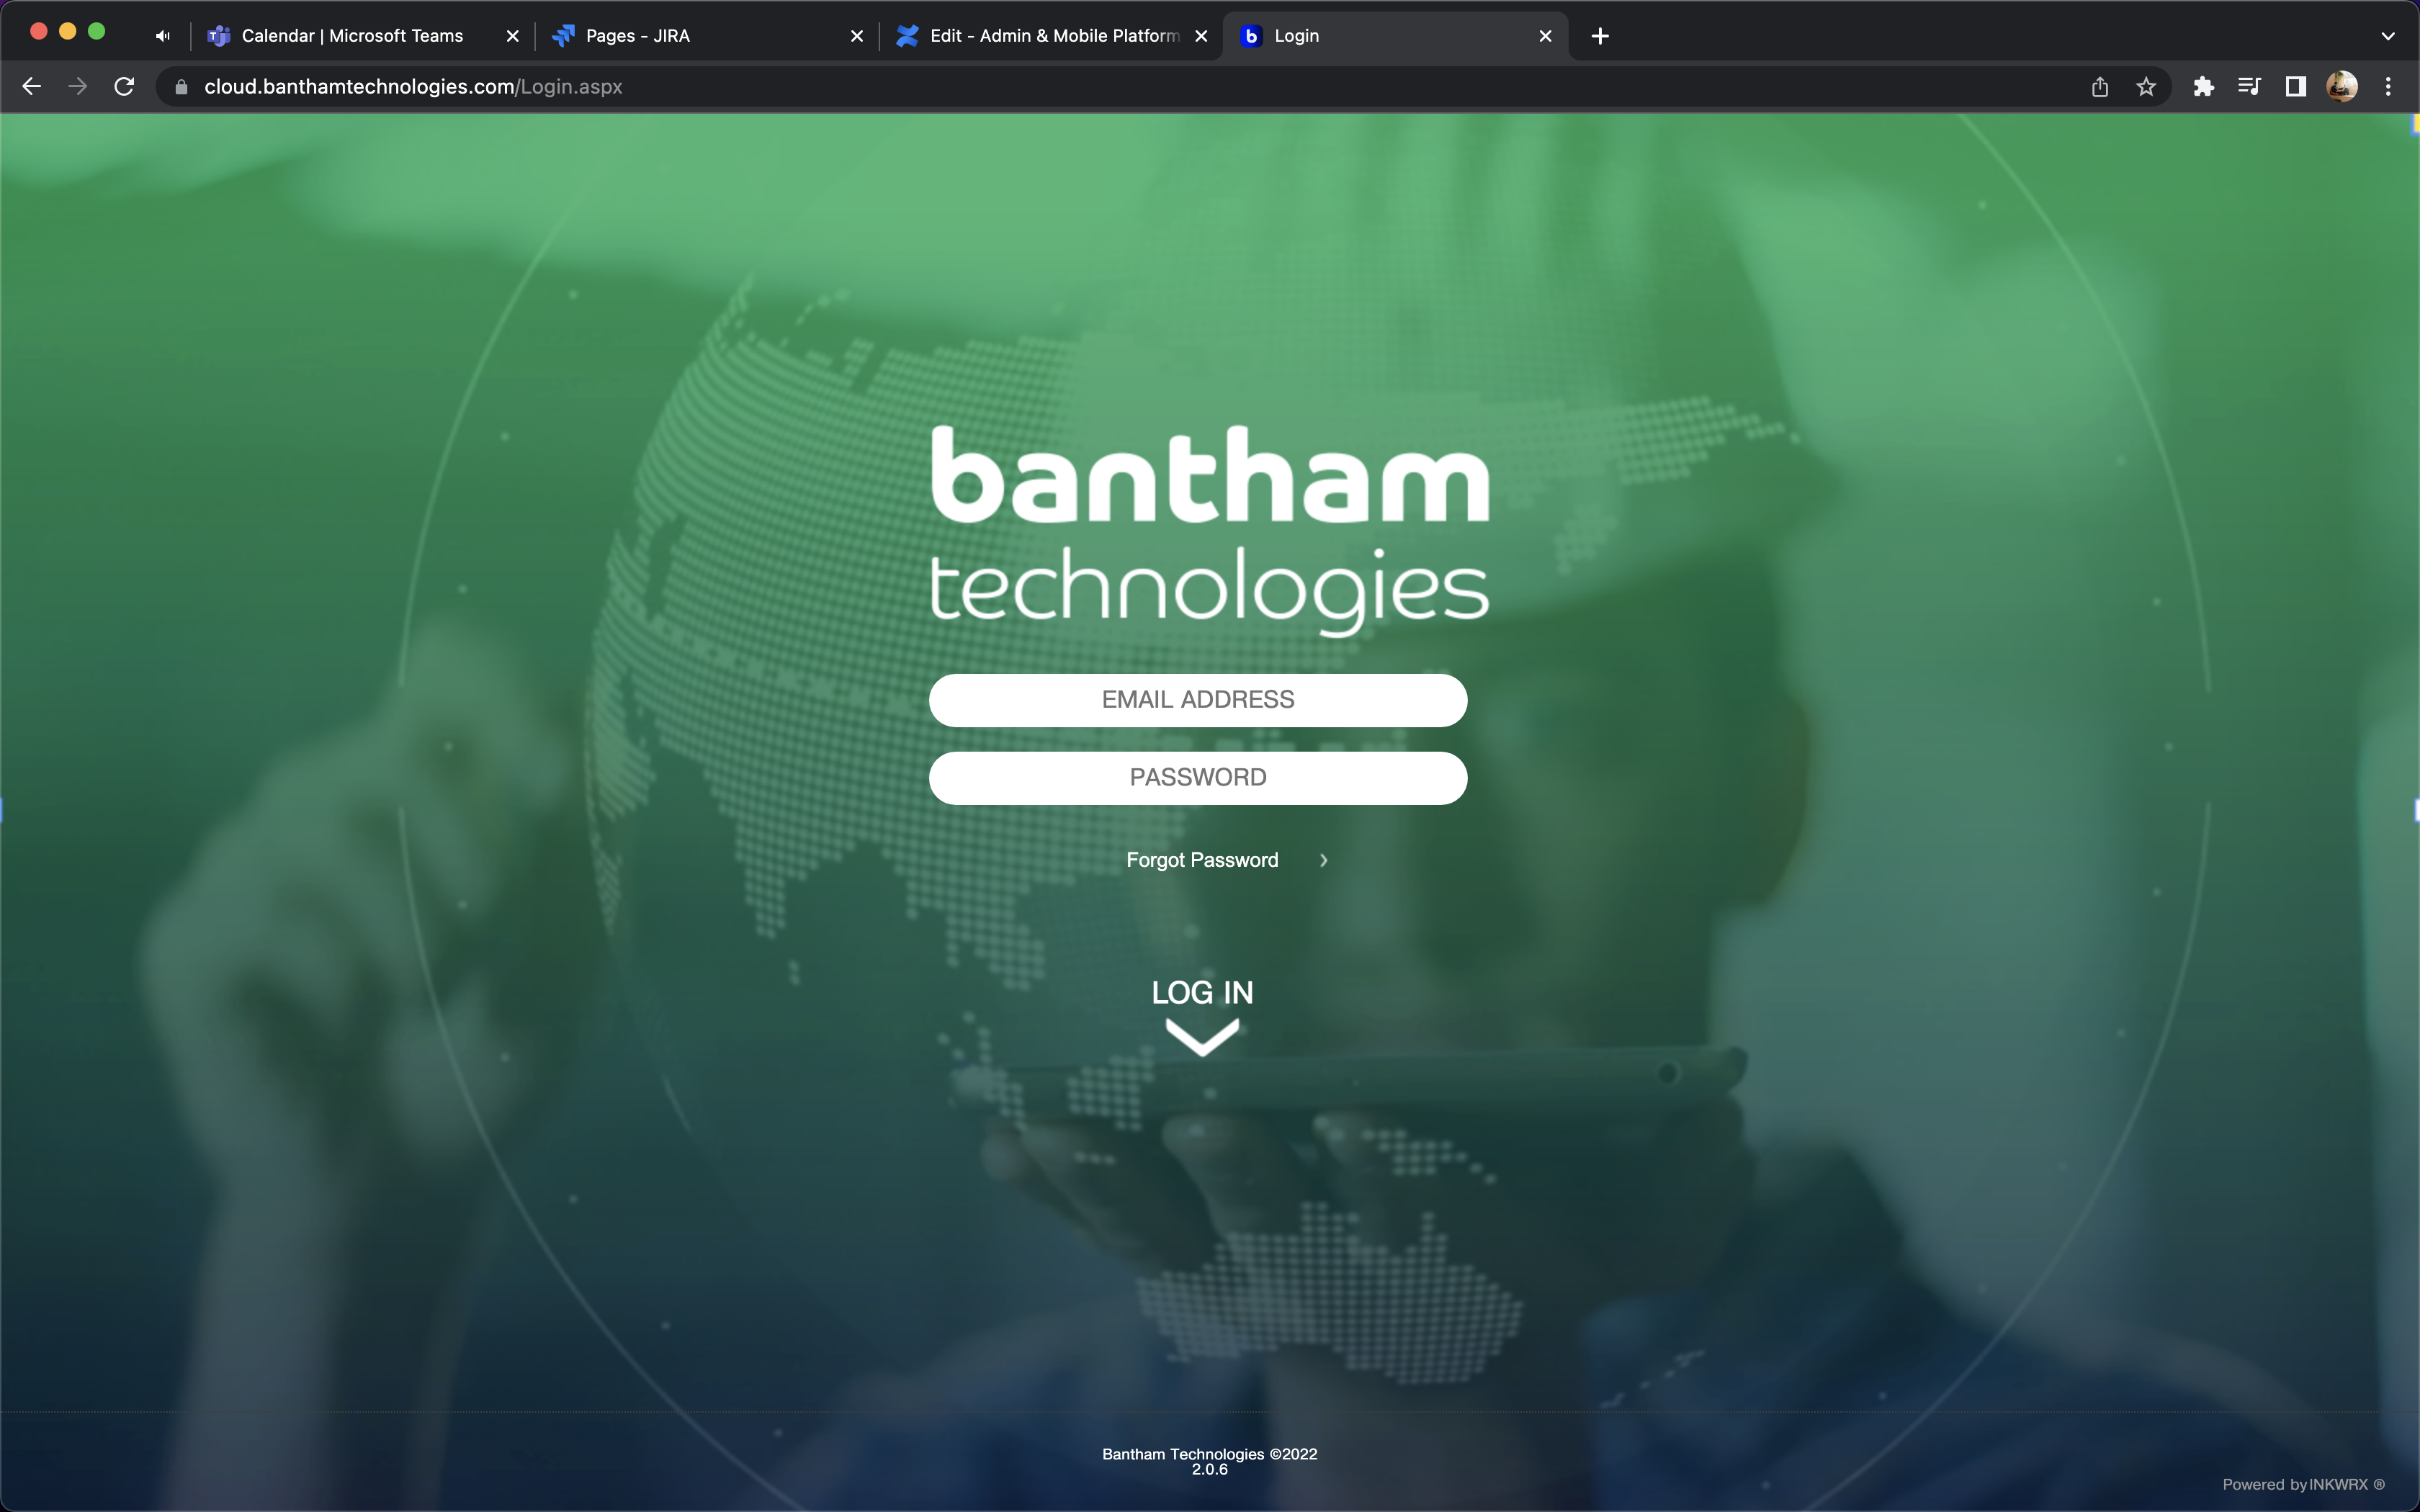 Calendar | Microsoft Teams
Pages - JIRA
Edit - Admin & Mobile Platform
Login
cloud.banthamtechnologies.com/Login.aspx
bantham
technologies
EMAIL ADDRESS
PASSWORD
Forgot Password
LOG IN
Bantham Technologies ©2022
2.0.6
Powered by INKWRX ®